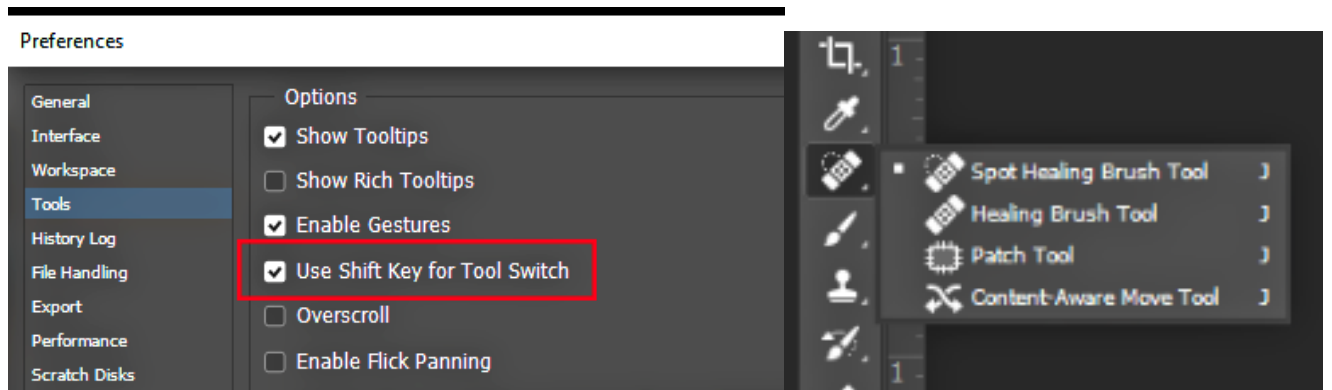 Preferences
General
Interface
Workspace
Tools
History Log
File Handling
Export
Performance
Scratch Disks
Options
Show Tooltips
Show Rich Tooltips
Enable Gestures
Use Shift Key for Tool Switch
Overscroll
Enable Flick Panning
1
Spot Healing Brush Tool J
Healing Brush Tool J
Patch Tool J
Content-Aware Move Tool J
1